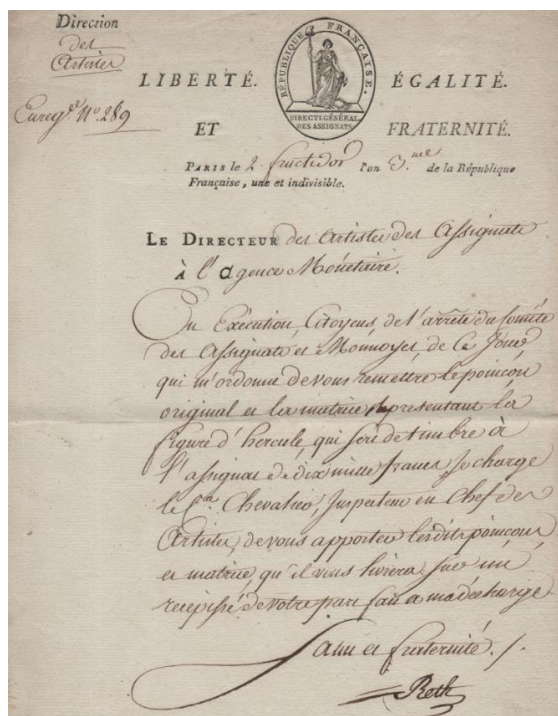 Direction
des
Artistes
Enreg.^té N.° 289
LIBERTÉ.
RÉPUBLIQUE FRANÇAISE.
DIRECT.GÉNÉRAL
DES ASSIGNATS
ÉGALITÉ.
ET
FRATERNITÉ.
PARIS le 2 fructidor l'an 3.me de la République
Française, une et indivisible.
LE DIRECTEUR des Artistes des Assignats
À l'Agence Monétaire.
En Exécution, Citoyens, de l'arrêté du Comité
des Assignats et Monnoyes, de ce Jour
qui m'ordonne de vous remettre le poinçon
original et la matrice représentant la
figure d'hercule, qui sert de timbre à
l'assignat de dix mille francs, Je charge
le C.en Chevalier, Inspecteur en Chef des
Artistes, de vous apporter lesdits poinçons
et matrice, qu'il vous livrera sur un
recépissé de votre part fait a ma décharge
Salut et fraternité./.
Reth